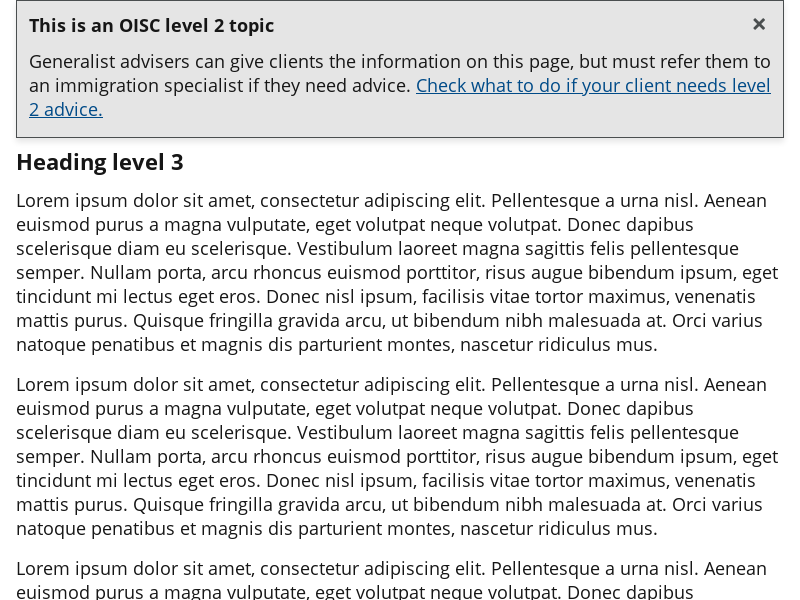 This is an OISC level 2 topic
Generalist advisers can give clients the information on this page, but must refer them to
an immigration specialist if they need advice. Check what to do if your client needs level
2 advice.
Heading level 3
Lorem ipsum dolor sit amet, consectetur adipiscing elit. Pellentesque a urna nisl. Aenean
euismod purus a magna vulputate, eget volutpat neque volutpat. Donec dapibus
scelerisque diam eu scelerisque. Vestibulum laoreet magna sagittis felis pellentesque
semper. Nullam porta, arcu rhoncus euismod porttitor, risus augue bibendum ipsum, eget
tincidunt mi lectus eget eros. Donec nisl ipsum, facilisis vitae tortor maximus, venenatis
mattis purus. Quisque fringilla gravida arcu, ut bibendum nibh malesuada at. Orci varius
natoque penatibus et magnis dis parturient montes, nascetur ridiculus mus.
Lorem ipsum dolor sit amet, consectetur adipiscing elit. Pellentesque a urna nisl. Aenean
euismod purus a magna vulputate, eget volutpat neque volutpat. Donec dapibus
scelerisque diam eu scelerisque. Vestibulum laoreet magna sagittis felis pellentesque
semper. Nullam porta, arcu rhoncus euismod porttitor, risus augue bibendum ipsum, eget
tincidunt mi lectus eget eros. Donec nisl ipsum, facilisis vitae tortor maximus, venenatis
mattis purus. Quisque fringilla gravida arcu, ut bibendum nibh malesuada at. Orci varius
natoque penatibus et magnis dis parturient montes, nascetur ridiculus mus.
Lorem ipsum dolor sit amet, consectetur adipiscing elit. Pellentesque a urna nisl. Aenean
euismod purus a magna vulputate, eget volutpat neque volutpat. Donec dapibus